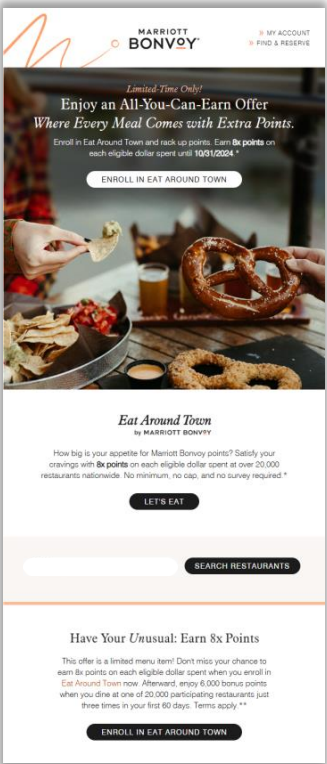 MARRIOTT
BONVOY
» MY ACCOUNT
» FIND & RESERVE
Limited-Time Only!
Enjoy an All-You-Can-Earn Offer
Where Every Meal Comes with Extra Points.
Enroll in Eat Around Town and rack up points. Earn 8x points on
each eligible dollar spent until 10/31/2024.*
ENROLL IN EAT AROUND TOWN
Eat Around Town
by MARRIOTT BONVOY
How big is your appetite for Marriott Bonvoy points? Satisfy your
cravings with 8x points on each eligible dollar spent at over 20,000
restaurants nationwide. No minimum, no cap, and no survey required.*
LET'S EAT
SEARCH RESTAURANTS
Have Your Unusual: Earn 8x Points
This offer is a limited menu item! Don't miss your chance to
earn 8x points on each eligible dollar spent when you enroll in
Eat Around Town now. Afterward, enjoy 6,000 bonus points
when you dine at one of 20,000 participating restaurants just
three times in your first 60 days. Terms apply.**
ENROLL IN EAT AROUND TOWN